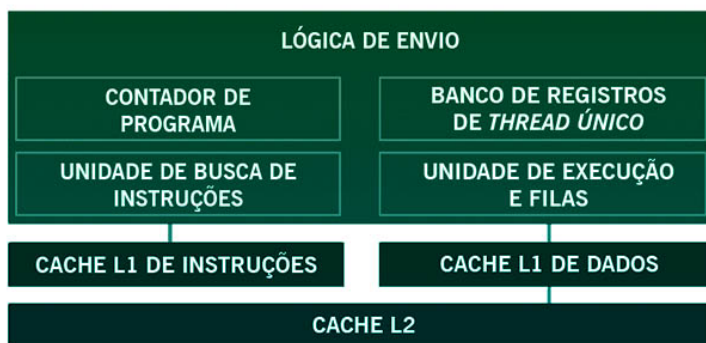 LÓGICA DE ENVIO
CONTADOR DE
PROGRAMA
BANCO DE REGISTROS
DE THREAD ÚNICO
UNIDADE DE BUSCA DE
INSTRUÇÕES
UNIDADE DE EXECUÇÃO
E FILAS
CACHE L1 DE INSTRUÇÕES
CACHE L1 DE DADOS
CACHE L2